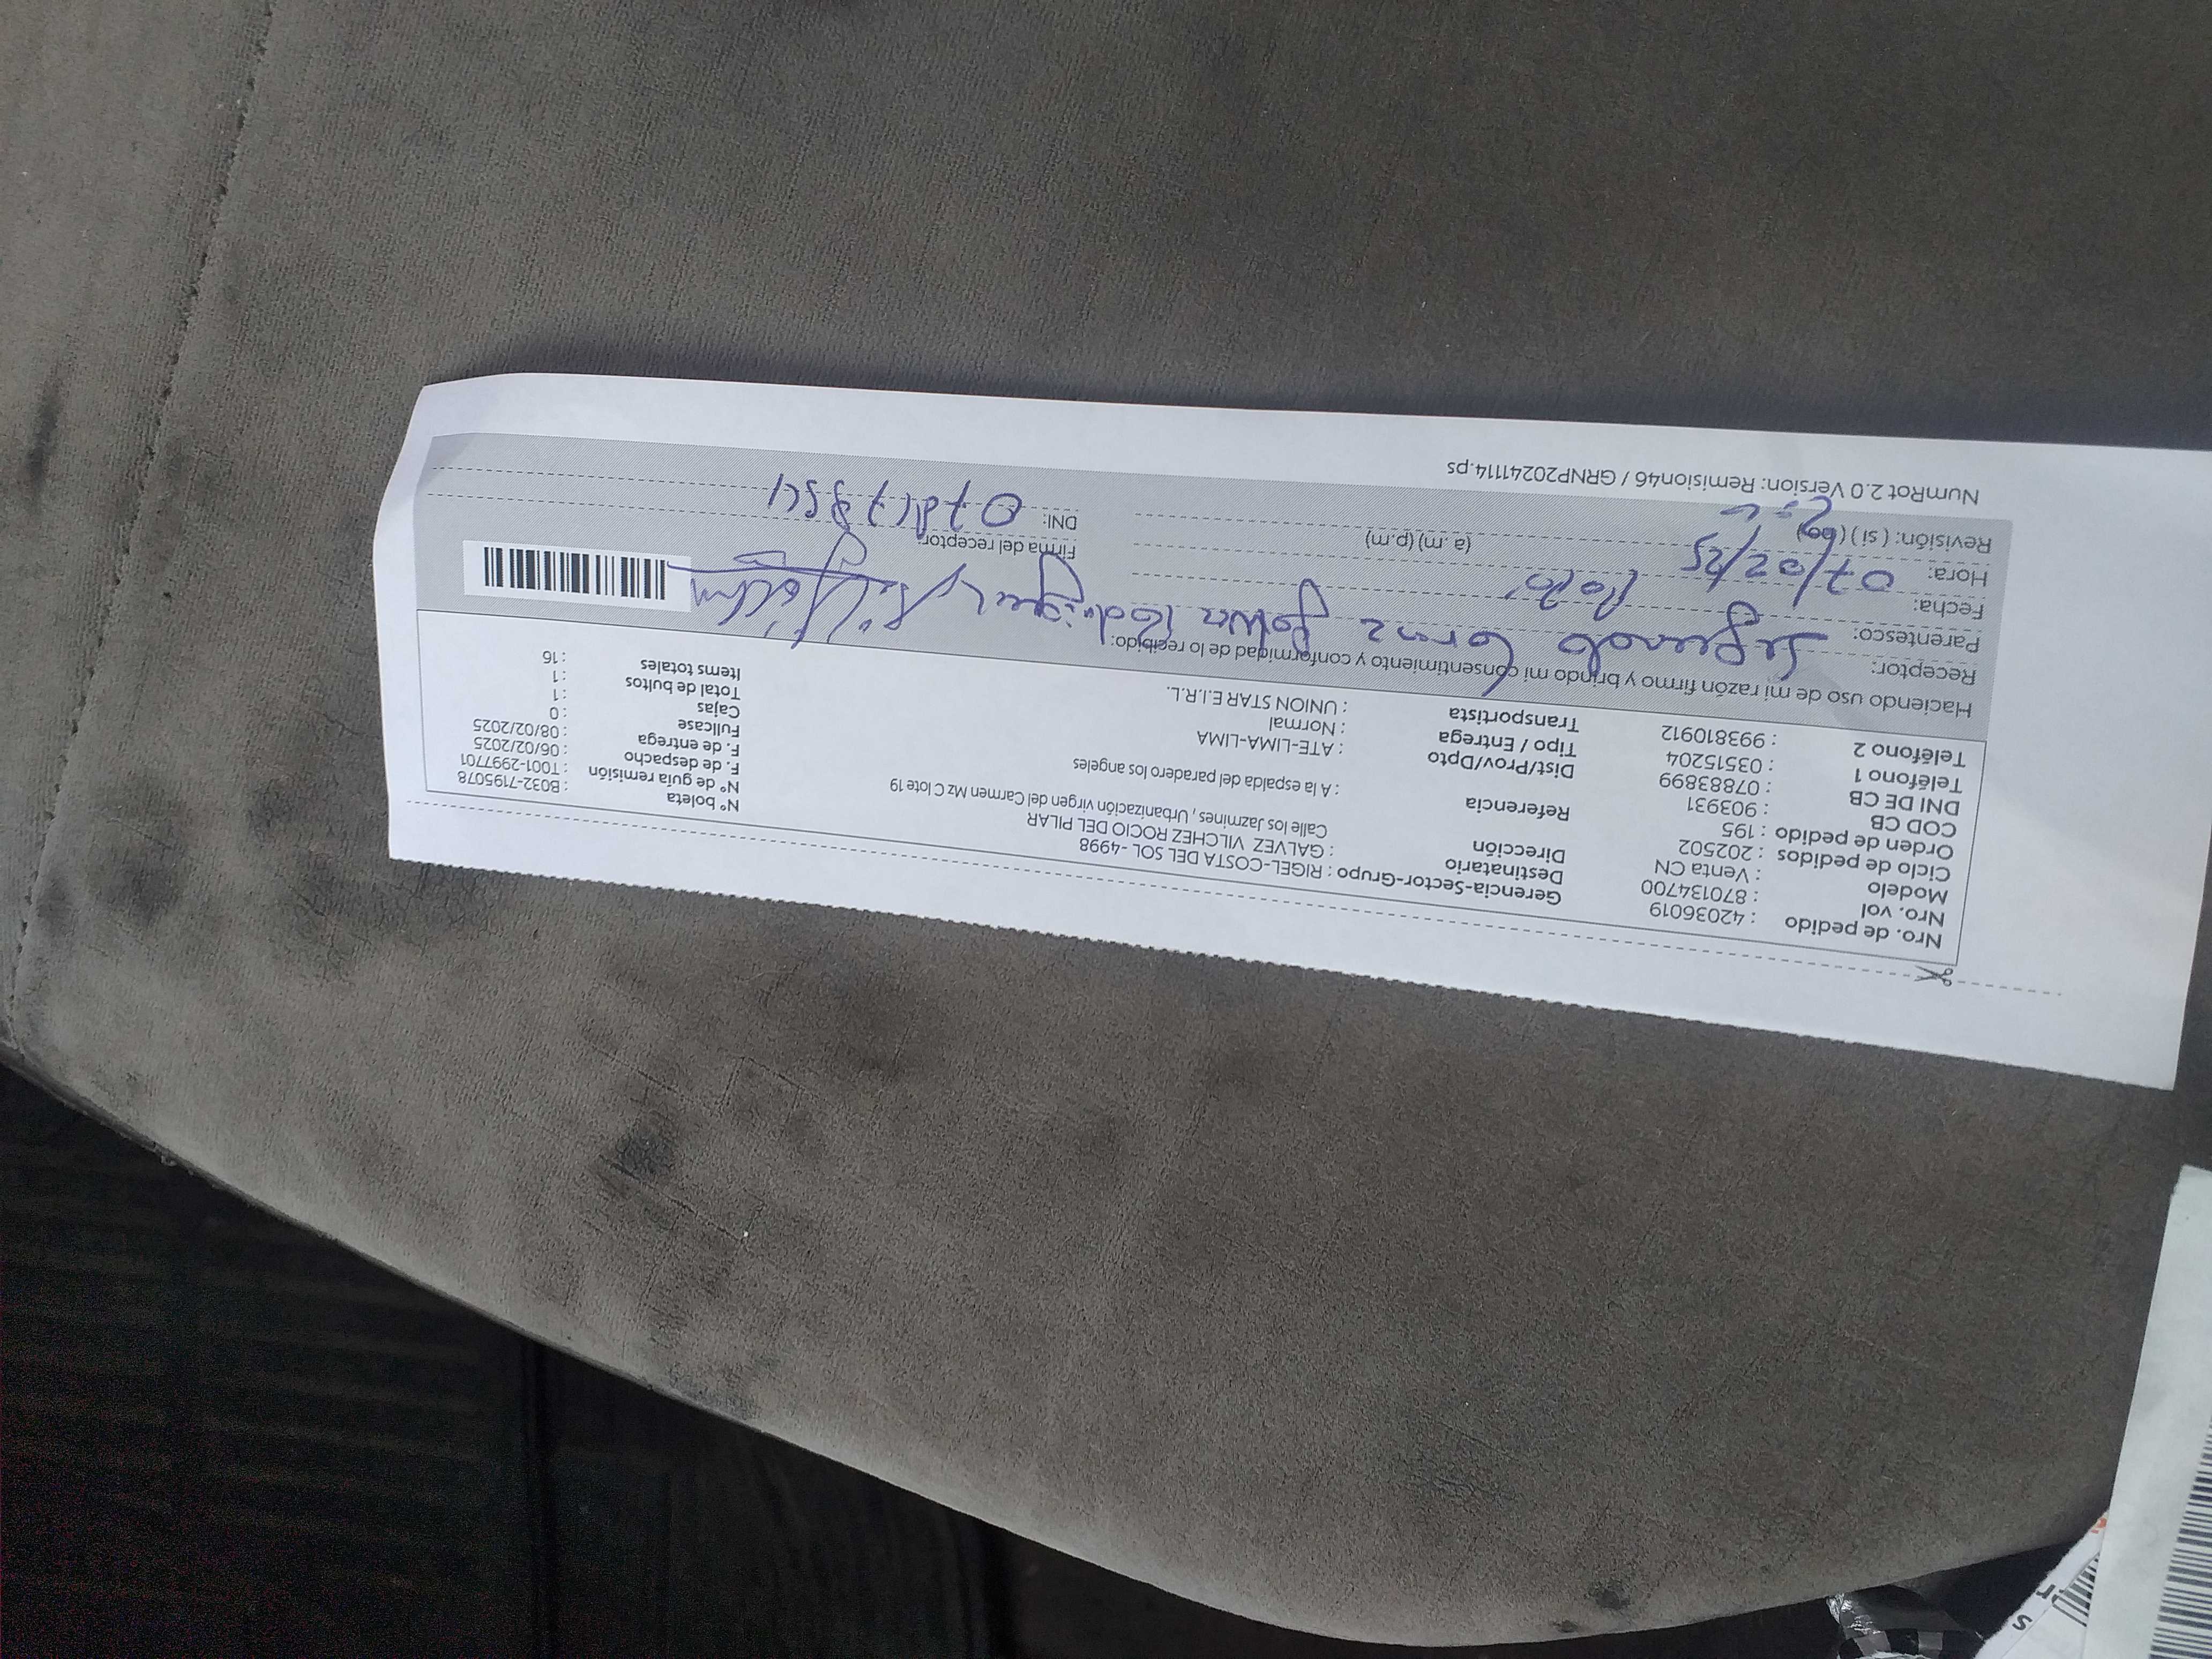 Nro. de pedido : 42036019 Gerencia-Sector-Grupo : RIGEL-COSTA DEL SOL -4998 N° boleta : B032-7195078
Nro. vol : 870134700 Destinatario : GALVEZ VILCHEZ ROCIO DEL PILAR N° de guía remisión : T001-2997701
Modelo : Venta CN Dirección Calle los Jazmines , Urbanización virgen del Carmen Mz C lote 19 F. de despacho : 06/02/2025
Ciclo de pedidos : 202502 F. de entrega : 08/02/2025
Orden de pedido : 195 Referencia : A la espalda del paradero los angeles Fullcase : 0
COD CB : 903931 Dist/Prov/Dpto : ATE-LIMA-LIMA Cajas : 1
DNI DE CB : 07883899 Tipo / Entrega : Normal Total de bultos : 1
Teléfono 1 : 03515204 Transportista : UNION STAR E.I.R.L. Items totales : 16
Teléfono 2 : 993810912
Haciendo uso de mi razón firmo y brindo mi consentimiento y conformidad de lo recibido:
Receptor: Segundo
Parentesco:
Fecha: 07/02/25
Hora: (a.m) (p.m) Firma del receptor:
Revisión: ( si ) ( no ) DNI:
NumRot 2.0 Version: Remision46 / GRNP20241114.ps